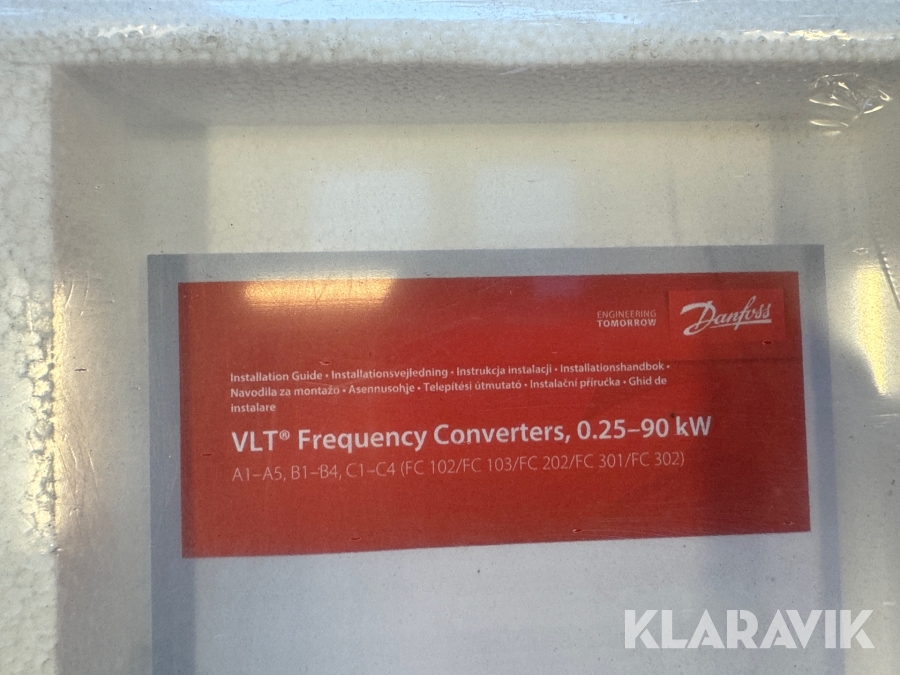 ENGINEERING
TOMORROW
Danfoss
Installation Guide • Installationsvejledning • Instrukcja instalacji • Installationshandbok •
Navodila za montažo • Asennusohje • Telepítési útmutató • Instalační příručka • Ghid de
instalare
VLT® Frequency Converters, 0.25–90 kW
A1–A5, B1–B4, C1–C4 (FC 102/FC 103/FC 202/FC 301/FC 302)
KLARAVIK